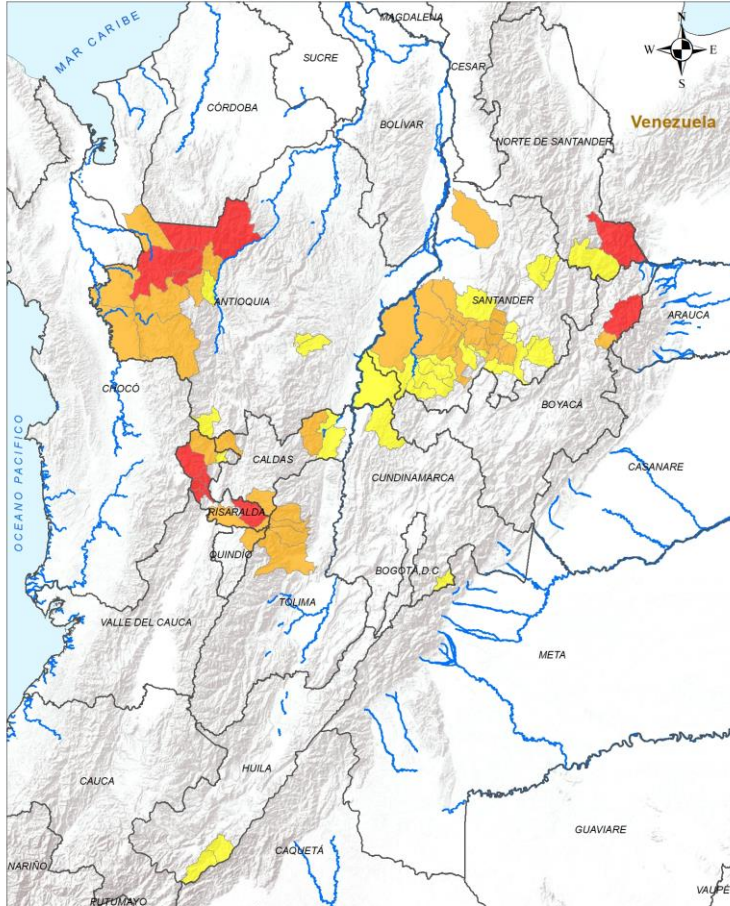 MAGDALENA
N
MAR CARIBE
SUCRE
W
E
CESAR
S
CÓRDOBA
BOLÍVAR
Venezuela
NORTE DE SANTANDER
ANTIOQUIA
SANTANDER
ARAUCA
CHOCÓ
BOYACÁ
OCEANO PACIFICO
CALDAS
CUNDINAMARCA
CASANARE
RISARALDA
QUINDÍO
BOGOTÁ,D.C
TOLIMA
VALLE DEL CAUCA
META
HUILA
CAUCA
GUAVIARE
CAQUETÁ
NARIÑO
PUTUMAYO
VAUPÉ